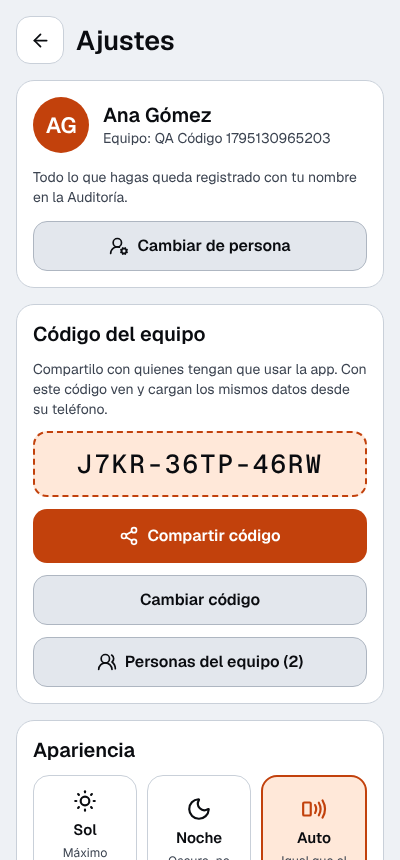 Ajustes
AG
Ana Gómez
Equipo: QA Código 1795130965203
Todo lo que hagas queda registrado con tu nombre
en la Auditoría.
Cambiar de persona
Código del equipo
Compartilo con quienes tengan que usar la app. Con
este código ven y cargan los mismos datos desde
su teléfono.
J7KR-36TP-46RW
Compartir código
Cambiar código
Personas del equipo (2)
Apariencia
Sol
Máximo
Noche
Auto